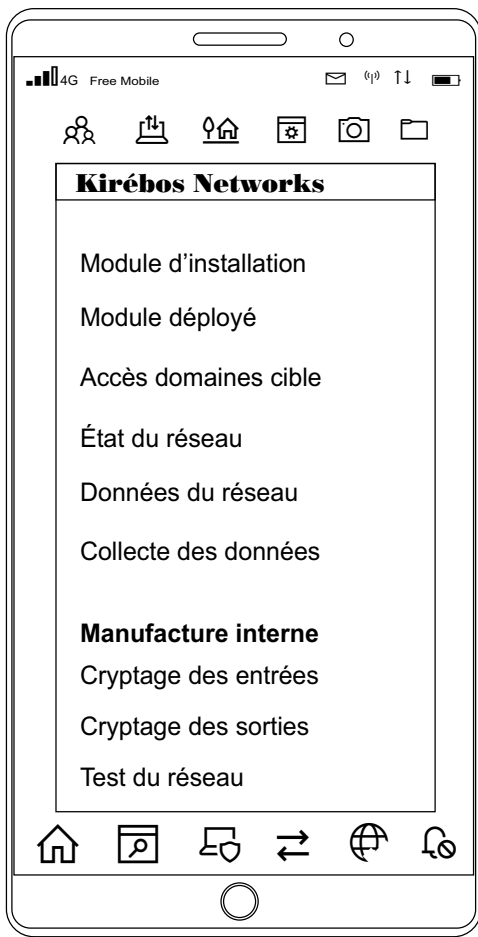 4G Free Mobile
Kirébos Networks
Module d’installation
Module déployé
Accès domaines cible
État du réseau
Données du réseau
Collecte des données
Manufacture interne
Cryptage des entrées
Cryptage des sorties
Test du réseau